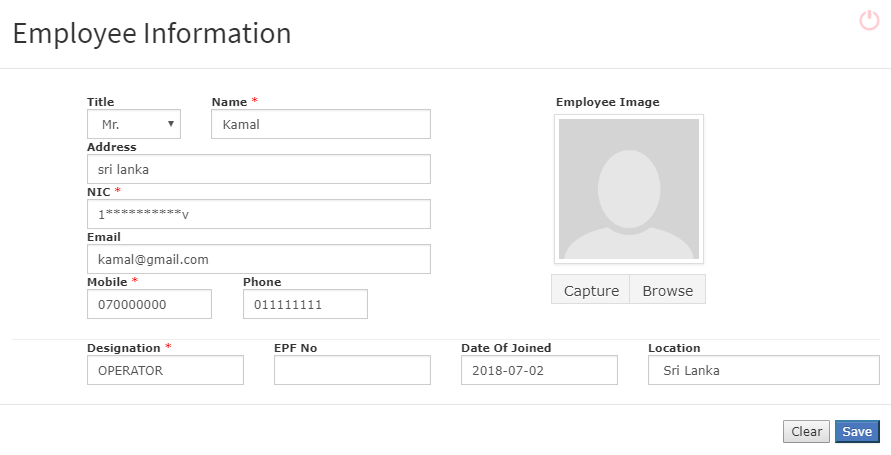 Employee Information
Title Name * Employee Image
Mr. Kamal
Address
sri lanka
NIC *
1**********v
Email
kamal@gmail.com
Mobile * Phone
Capture Browse
070000000 011111111
Designation * EPF No Date Of Joined Location
OPERATOR 2018-07-02 Sri Lanka
Clear Save